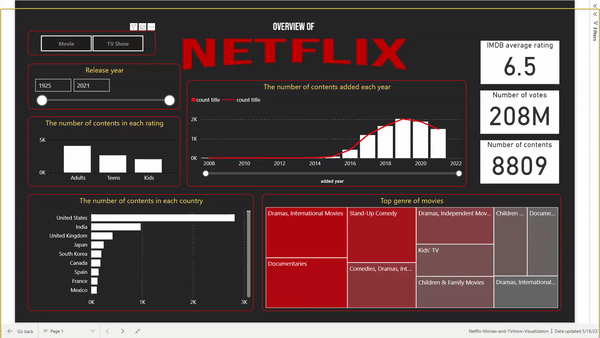 OVERVIEW OF
NETFLIX
Movie
TV Show
Release year
1925
2021
The number of contents in each rating
5K
0K
Adults
Teens
Kids
The number of contents added each year
count title
count title
2K
1K
0K
2008
2010
2012
2014
2016
2018
2020
2022
added year
IMDB average rating
6.5
Number of votes
208M
Number of contents
8809
Filters
The number of contents in each country
United States
India
United Kingdom
Japan
South Korea
Canada
Spain
France
Mexico
0K
1K
2K
3K
Top genre of movies
Dramas, International Movies
Documentaries
Stand-Up Comedy
Comedies, Dramas, Int...
Dramas, Independent Mov...
Kids' TV
Children & Family Movies
Children ...
Docume...
Dramas, International...
Go back
Page 1
Netflix-Movies-and-TVshow-Visualization | Data updated 5/18/22